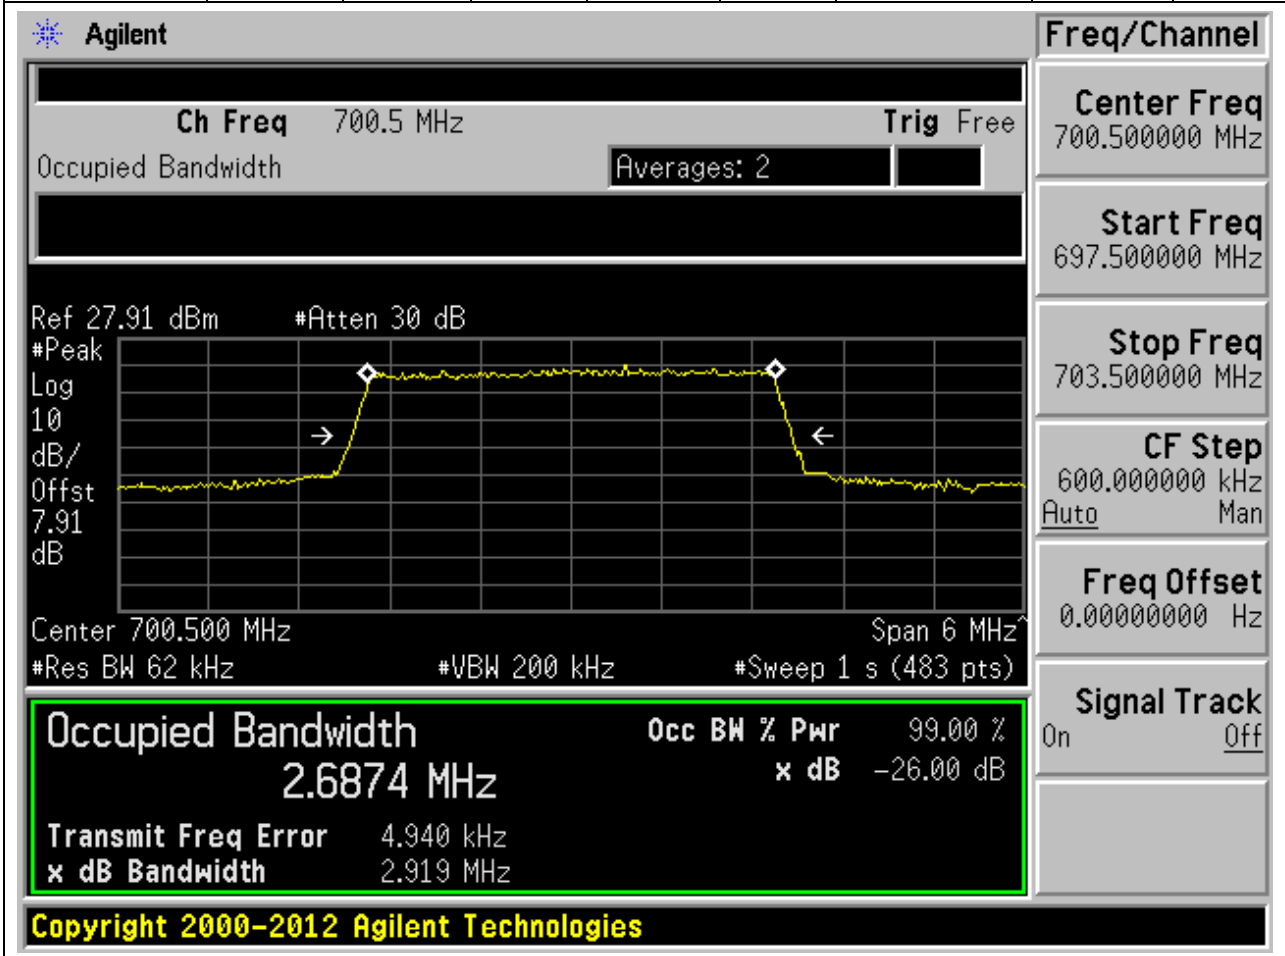 Agilent
Freq/Channel
Ch Freq 700.5 MHz Trig Free
Occupied Bandwidth Averages: 2
Ref 27.91 dBm #Atten 30 dB
#Peak
Log
10
dB/
Offst
7.91
dB
Center 700.500 MHz Span 6 MHz^
#Res BW 62 kHz #VBW 200 kHz #Sweep 1 s (483 pts)
Occupied Bandwidth Occ BW % Pwr 99.00 %
2.6874 MHz x dB -26.00 dB
Transmit Freq Error 4.940 kHz
x dB Bandwidth 2.919 MHz
Copyright 2000-2012 Agilent Technologies
Center Freq
700.500000 MHz
Start Freq
697.500000 MHz
Stop Freq
703.500000 MHz
CF Step
600.000000 kHz
Auto Man
Freq Offset
0.00000000 Hz
Signal Track
On Off